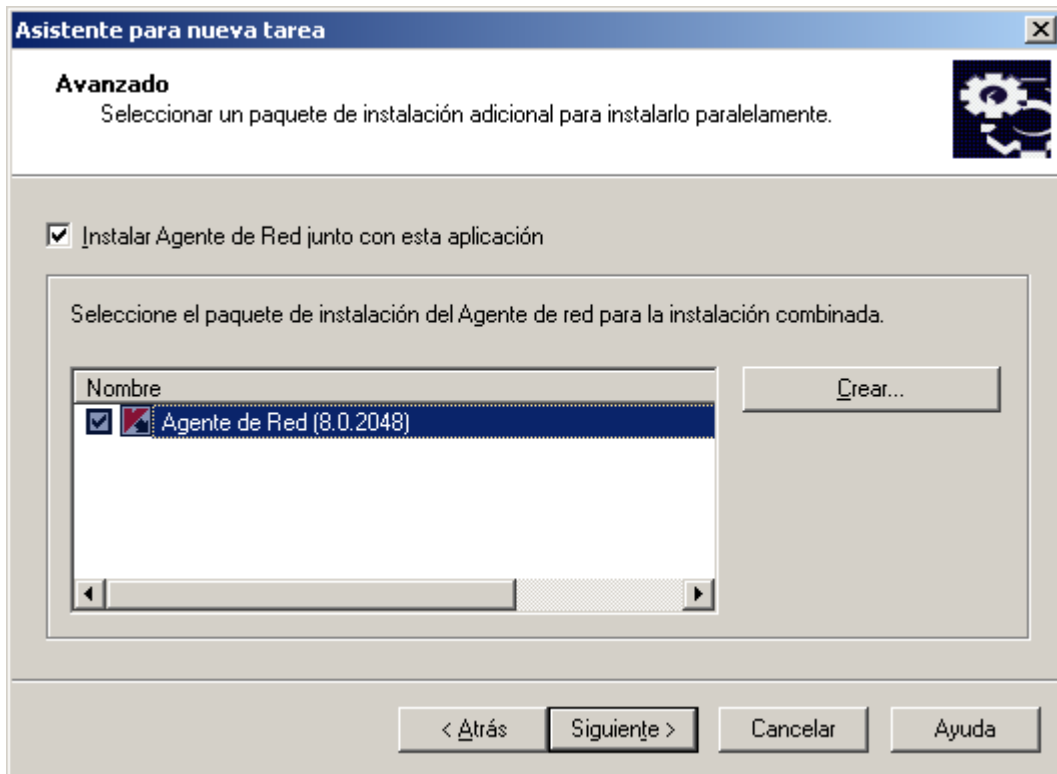 Asistente para nueva tarea
Avanzado
Seleccionar un paquete de instalación adicional para instalarlo paralelamente.
Instalar Agente de Red junto con esta aplicación
Seleccione el paquete de instalación del Agente de red para la instalación combinada.
Nombre
Crear...
Agente de Red (8.0.2048)
< Atrás
Siguiente >
Cancelar
Ayuda